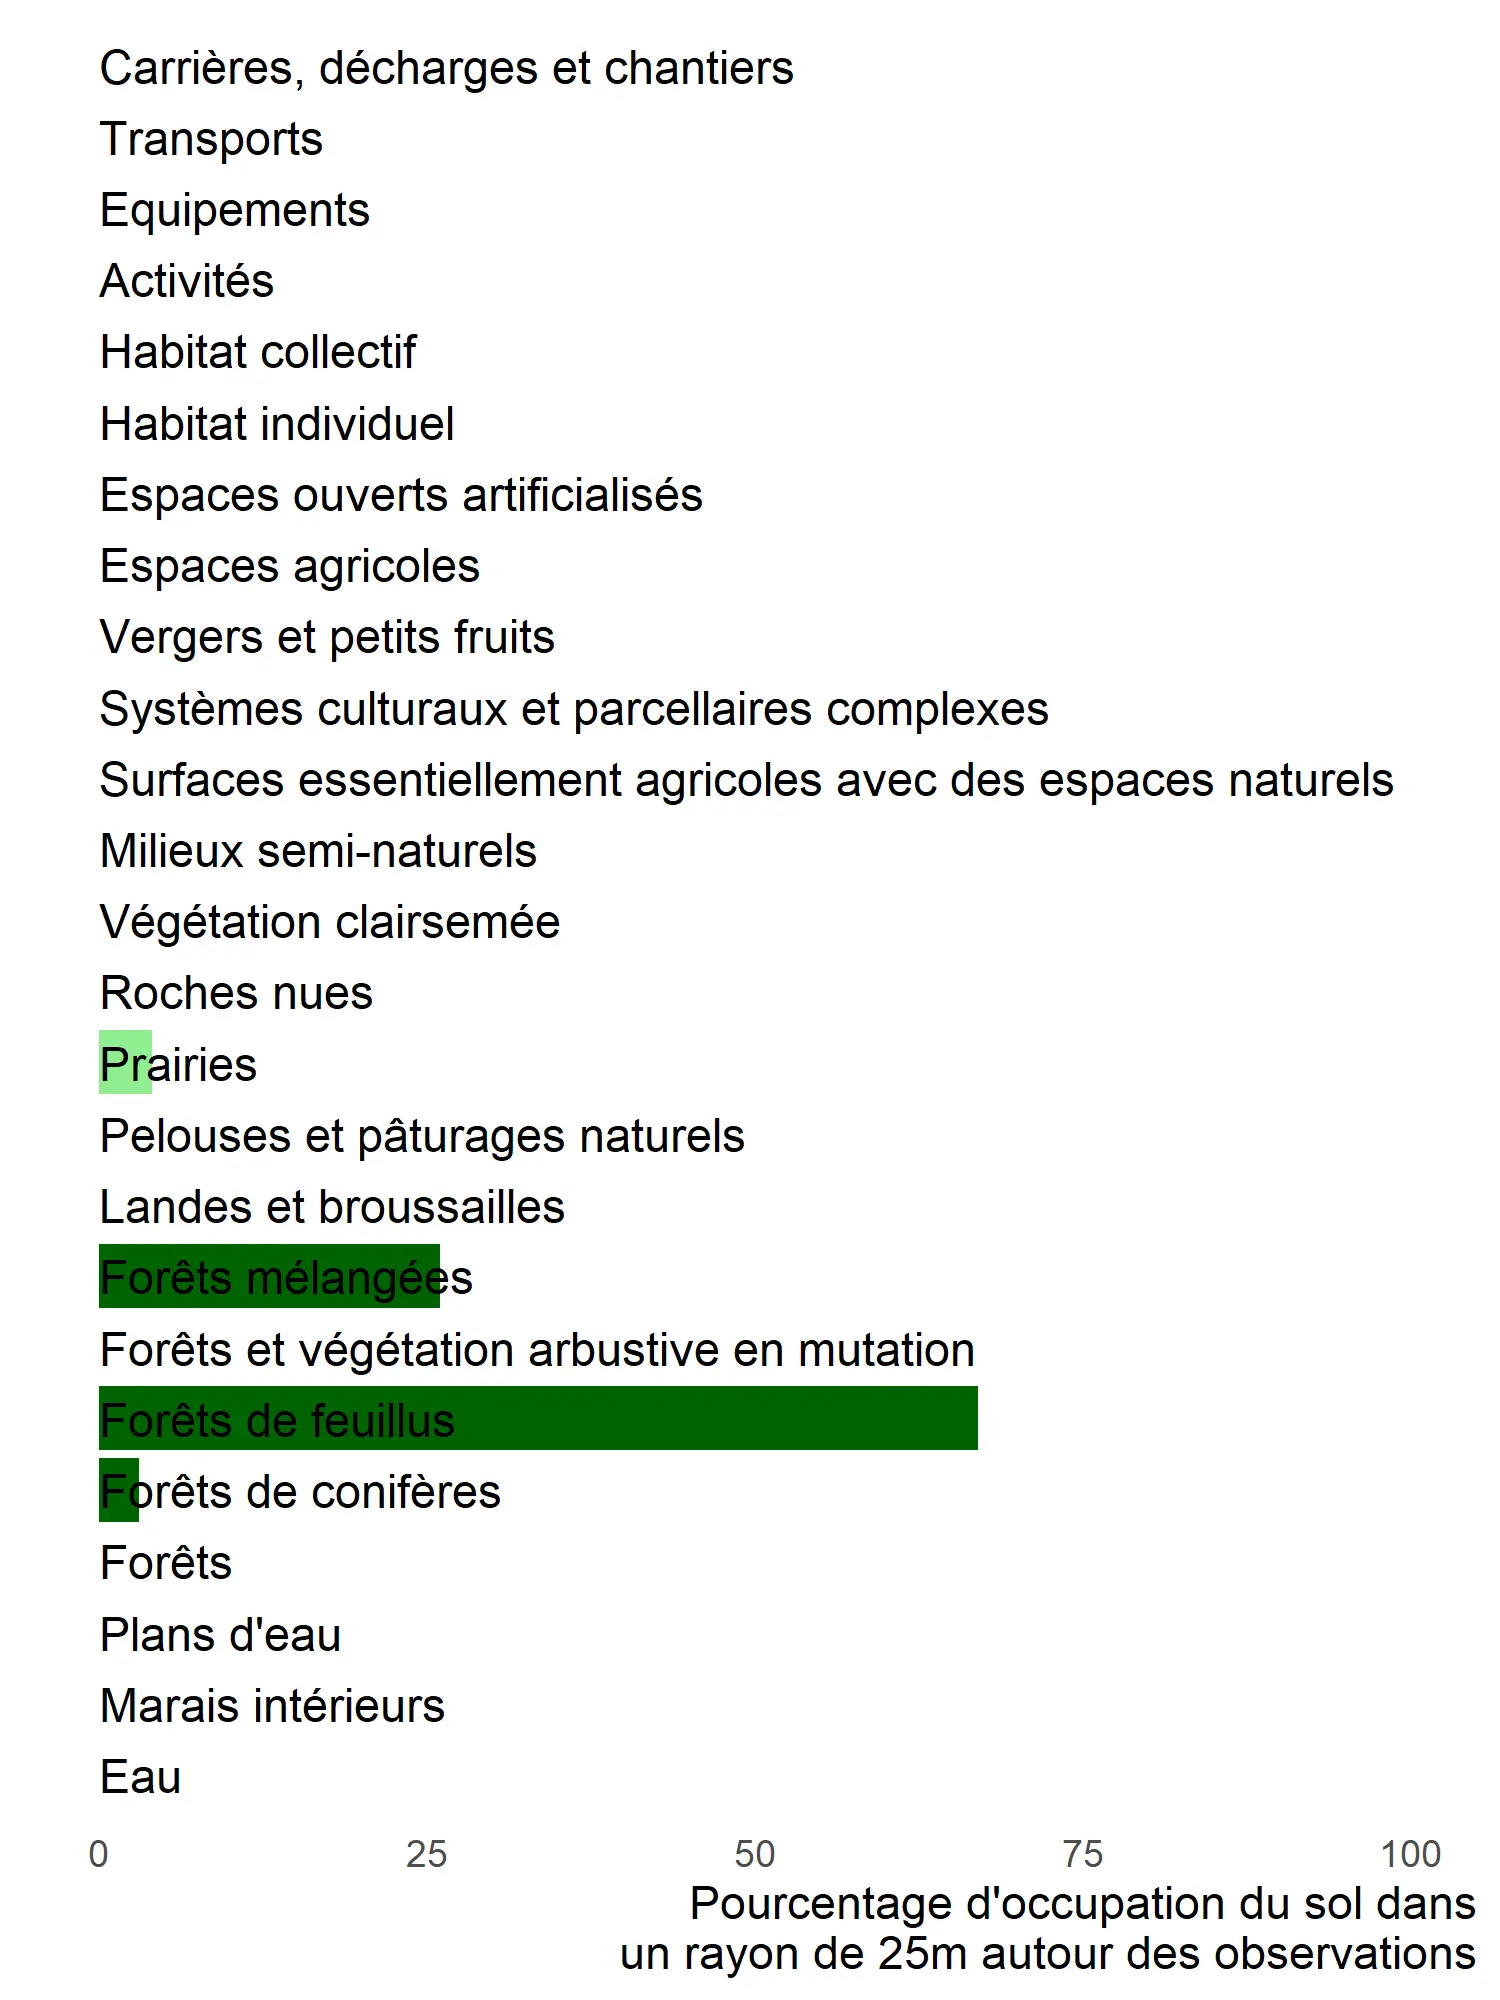 Carrières, décharges et chantiers
Transports
Equipements
Activités
Habitat collectif
Habitat individuel
Espaces ouverts artificialisés
Espaces agricoles
Vergers et petits fruits
Systèmes culturaux et parcellaires complexes
Surfaces essentiellement agricoles avec des espaces naturels
Milieux semi-naturels
Végétation clairsemée
Roches nues
Prairies
Pelouses et pâturages naturels
Landes et broussailles
Forêts mélangées
Forêts et végétation arbustive en mutation
Forêts de feuillus
Forêts de conifères
Forêts
Plans d'eau
Marais intérieurs
Eau
0 25 50 75 100
Pourcentage d'occupation du sol dans
un rayon de 25m autour des observations